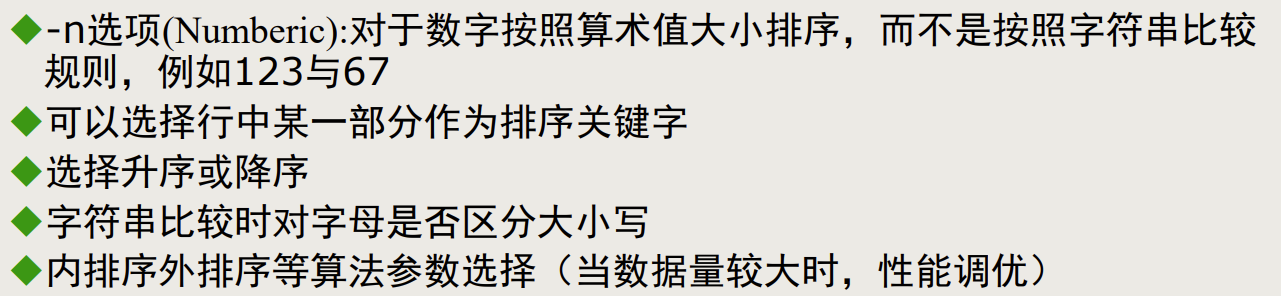 ◆-n选项(Numberic):对于数字按照算术值大小排序，而不是按照字符串比较
规则，例如123与67
◆可以选择行中某一部分作为排序关键字
◆选择升序或降序
◆字符串比较时对字母是否区分大小写
◆内排序外排序等算法参数选择（当数据量较大时，性能调优）